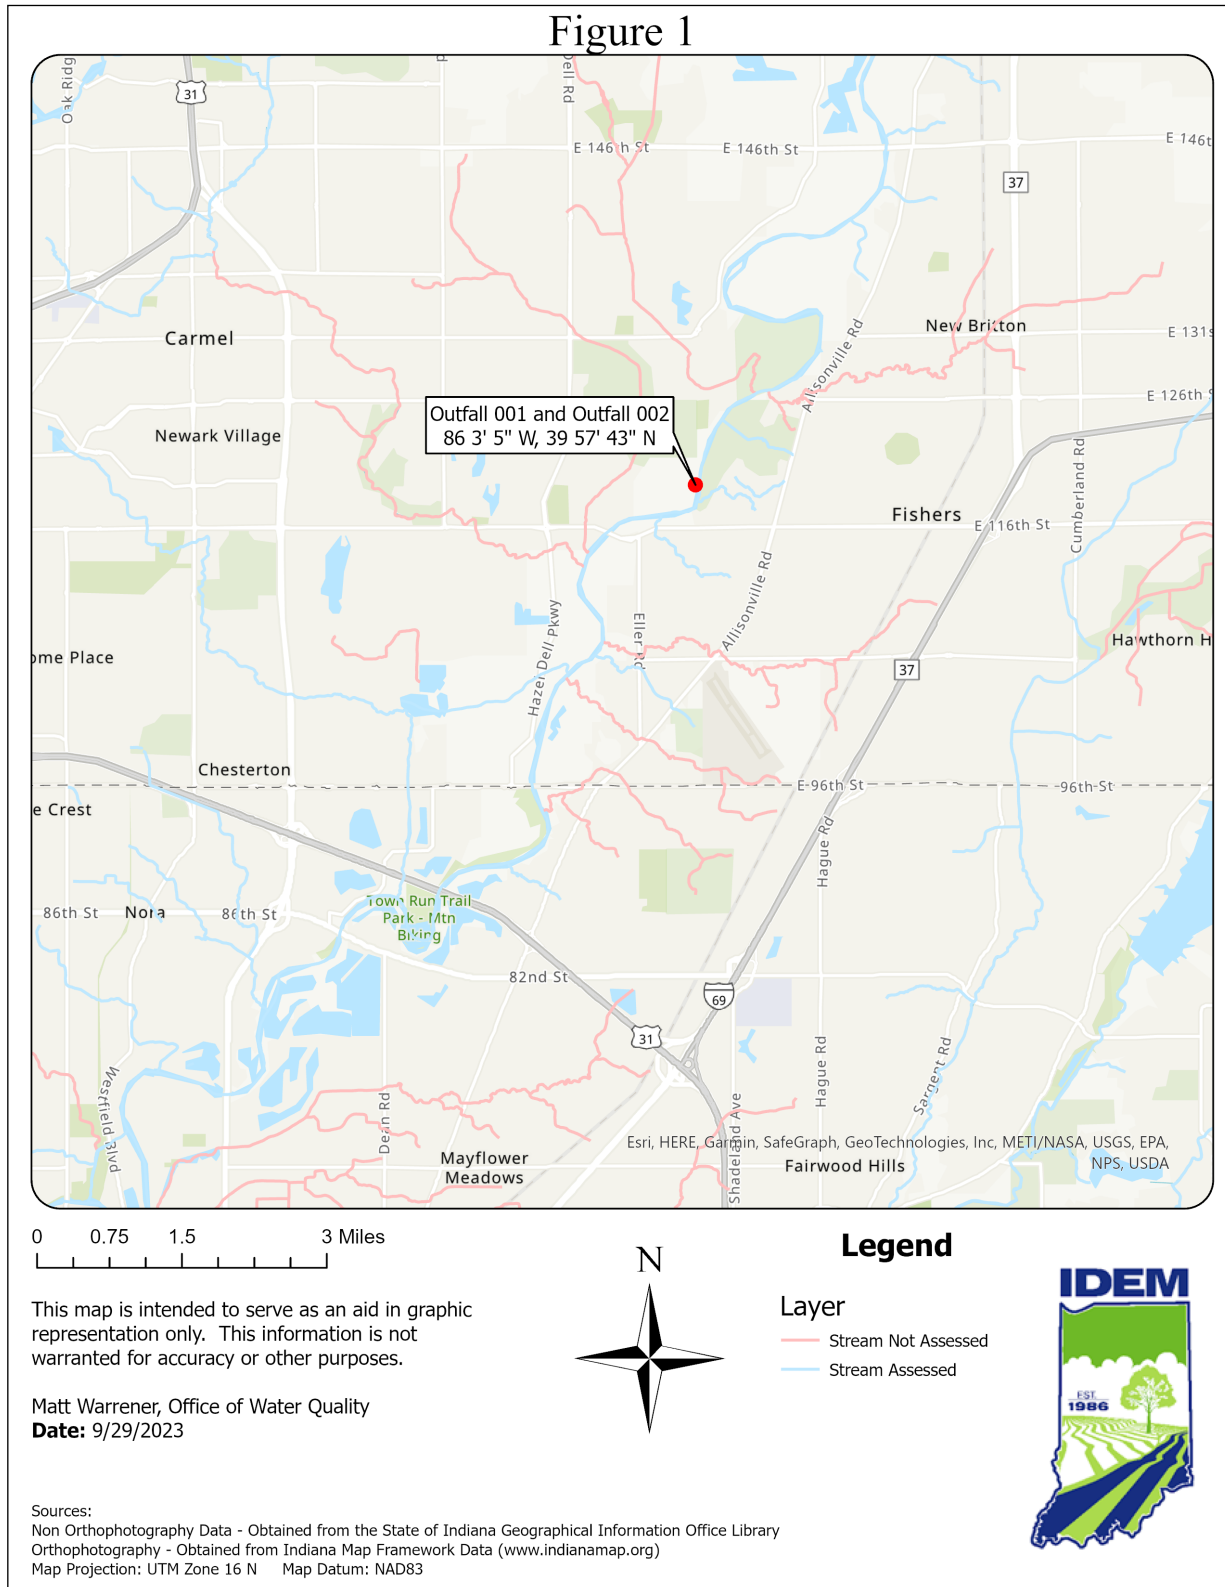 Figure 1
Oak Ridg
31
Dell Rd
E 146th St
E 146th St
E 146t
37
Carmel
New Britton
E 131s
Allisonville Rd
E 126th S
Outfall 001 and Outfall 002
86 3' 5" W, 39 57' 43" N
Newark Village
Fishers
E 116th St
Cumberland Rd
Allisonville Rd
Hazel Dell Pkwy
Eller Rd
ome Place
Hawthorn H
37
Chesterton
E 96th St
96th St
e Crest
Hague Rd
Town Run Trail
Park - Mtn
Biking
86th St
Nora
86th St
82nd St
69
31
Westfield Blvd
Dean Rd
Hague Rd
Sargent Rd
Shadeland Ave
Mayflower
Meadows
Fairwood Hills
Esri, HERE, Garmin, SafeGraph, GeoTechnologies, Inc, METI/NASA, USGS, EPA,
NPS, USDA
0 0.75 1.5 3 Miles
N
Legend
Layer
Stream Not Assessed
Stream Assessed
IDEM
EST.
1986
This map is intended to serve as an aid in graphic
representation only. This information is not
warranted for accuracy or other purposes.
Matt Warrener, Office of Water Quality
Date: 9/29/2023
Sources:
Non Orthophotography Data - Obtained from the State of Indiana Geographical Information Office Library
Orthophotography - Obtained from Indiana Map Framework Data (www.indianamap.org)
Map Projection: UTM Zone 16 N Map Datum: NAD83